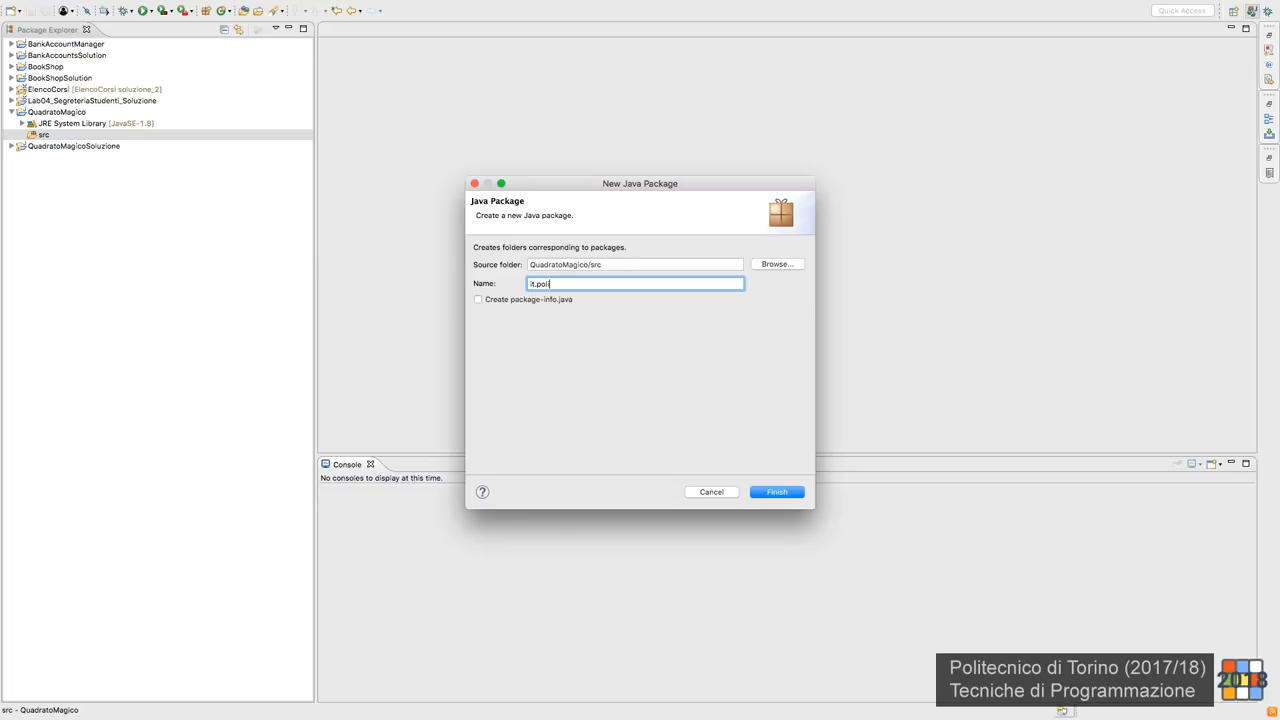 Quick Access
Package Explorer
BankAccountManager
BankAccountsSolution
BookShop
BookShopSolution
ElencoCorsi [ElencoCorsi soluzione_2]
Lab04_SegreteriaStudenti_Soluzione
QuadratoMagico
JRE System Library [JavaSE-1.8]
src
QuadratoMagicoSoluzione
New Java Package
Java Package
Create a new Java package.
Creates folders corresponding to packages.
Source folder: QuadratoMagico/src Browse...
Name: it.poli
Create package-info.java
Console
No consoles to display at this time.
? Cancel Finish
Politecnico di Torino (2017/18)
Tecniche di Programmazione
2018
src - QuadratoMagico